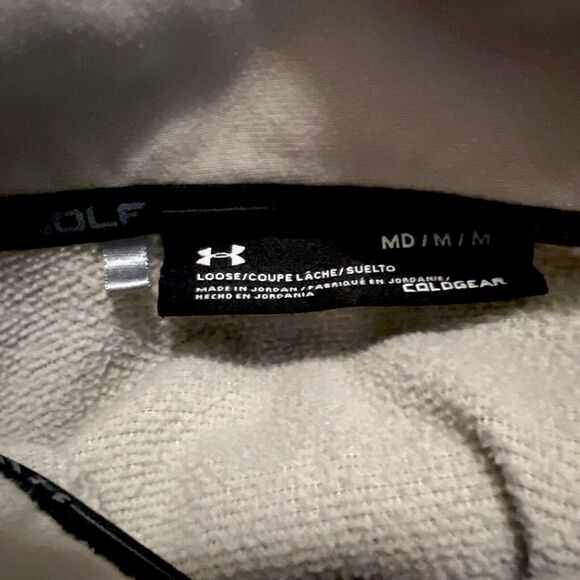 OLF
MD / M / M
LOOSE/COUPE LÂCHE/SUELTO
MADE IN JORDAN / FABRIQUÉ EN JORDANIE/
HECHO EN JORDANIA
COLDGEAR